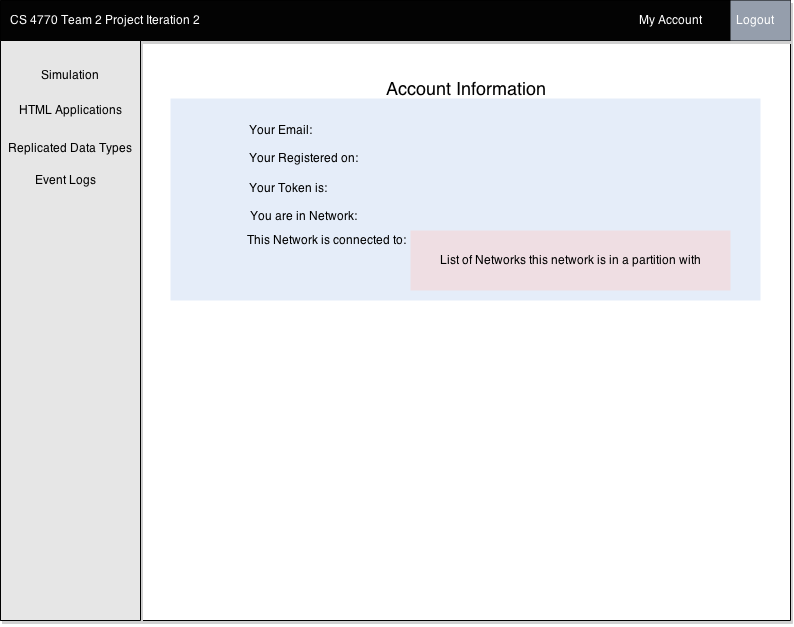 CS 4770 Team 2 Project Iteration 2
My Account
Logout
Simulation
HTML Applications
Replicated Data Types
Event Logs
Account Information
Your Email:
Your Registered on:
Your Token is:
You are in Network:
This Network is connected to:
List of Networks this network is in a partition with